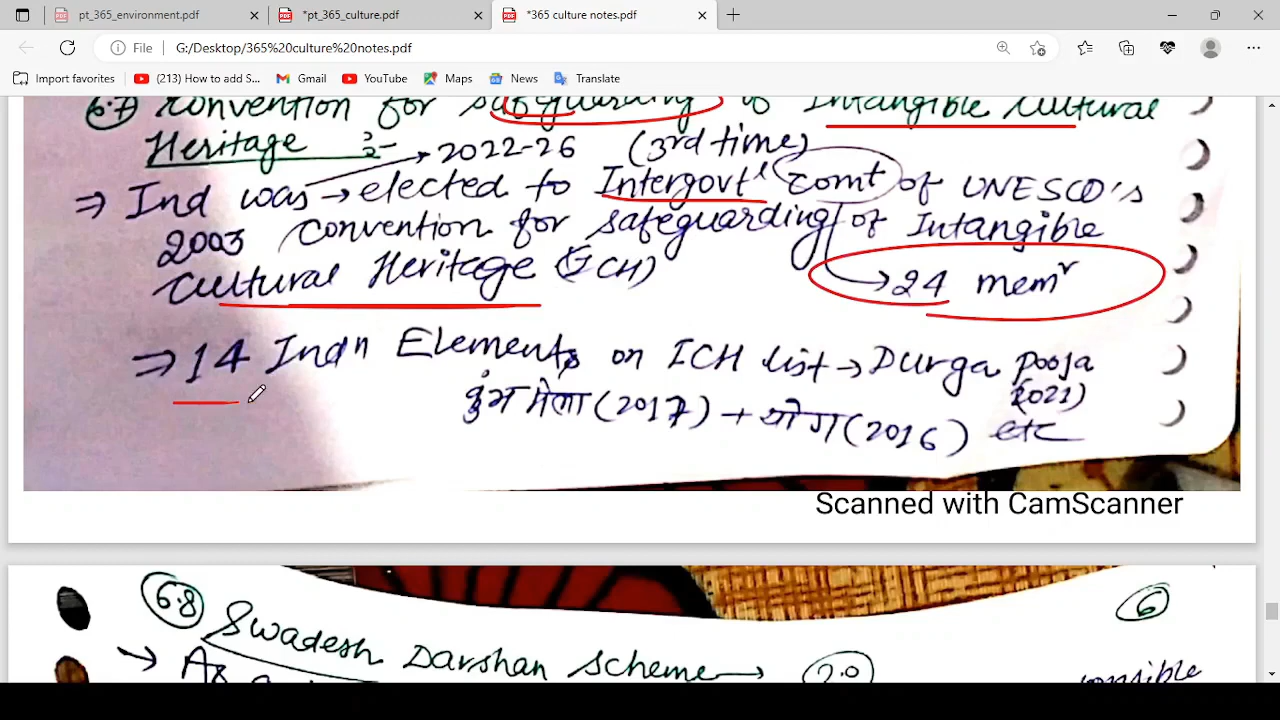 pt_365_environment.pdf
*pt_365_culture.pdf
*365 culture notes.pdf
File G:/Desktop/365%20culture%20notes.pdf
Import favorites (213) How to add S... Gmail YouTube Maps News Translate
6.7 Convention for safeguarding of Intangible Cultural
Heritage :-
2022-26 (3rd time)
⇒ Ind was → elected to Intergovt'l comt of UNESCO's
2003 Convention for safeguarding of Intangible
Cultural Heritage (ICH) → 24 memr
⇒ 14 Indn Elements on ICH list → Durga pooja
(2021)
कुंभ मेला (2017) + योग (2016) etc
Scanned with CamScanner
6.8 Swadesh Darshan Scheme → 2.0
6